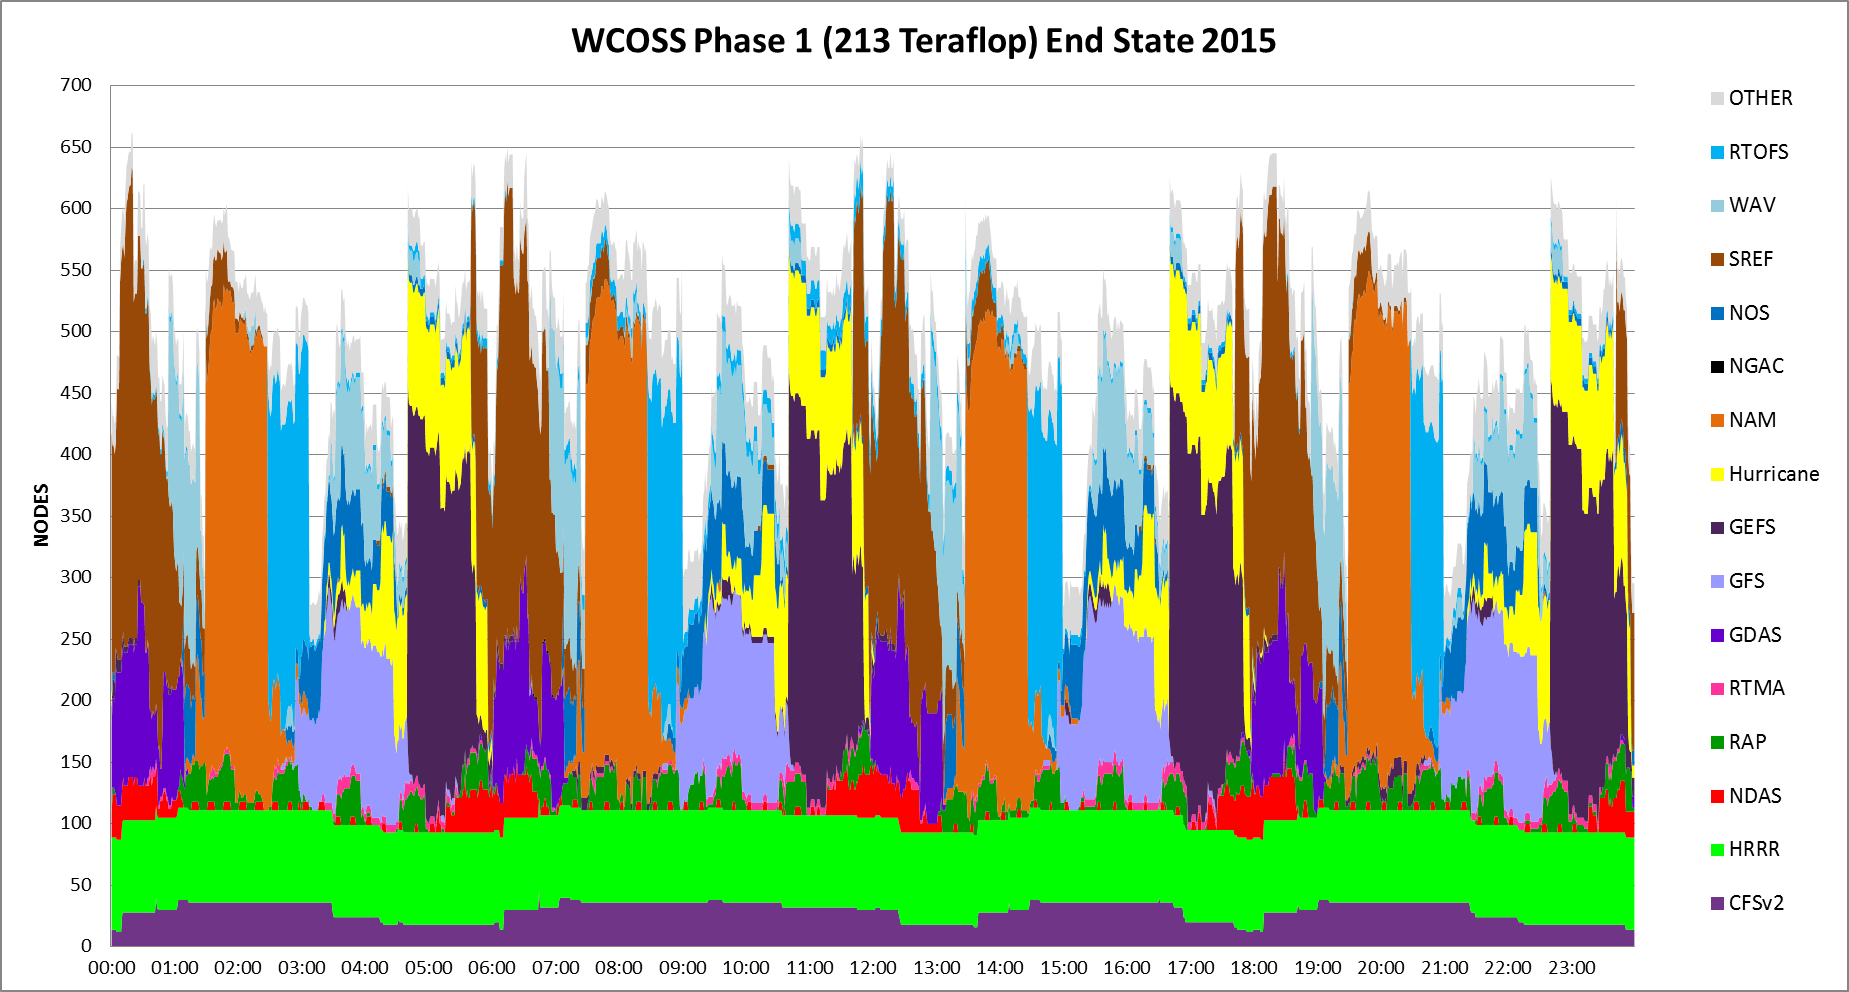 WCOSS Phase 1 (213 Teraflop) End State 2015
NODES
700
650
600
550
500
450
400
350
300
250
200
150
100
50
0
00:00 01:00 02:00 03:00 04:00 05:00 06:00 07:00 08:00 09:00 10:00 11:00 12:00 13:00 14:00 15:00 16:00 17:00 18:00 19:00 20:00 21:00 22:00 23:00
OTHER
RTOFS
WAV
SREF
NOS
NGAC
NAM
Hurricane
GEFS
GFS
GDAS
RTMA
RAP
NDAS
HRRR
CFSv2